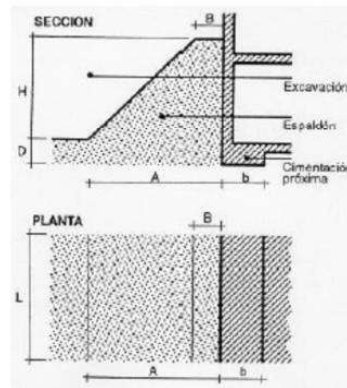 SECCION
B
H
Excavación
Espaldón
D
Cimentación
próxima
A
b
PLANTA
B
L
A
b